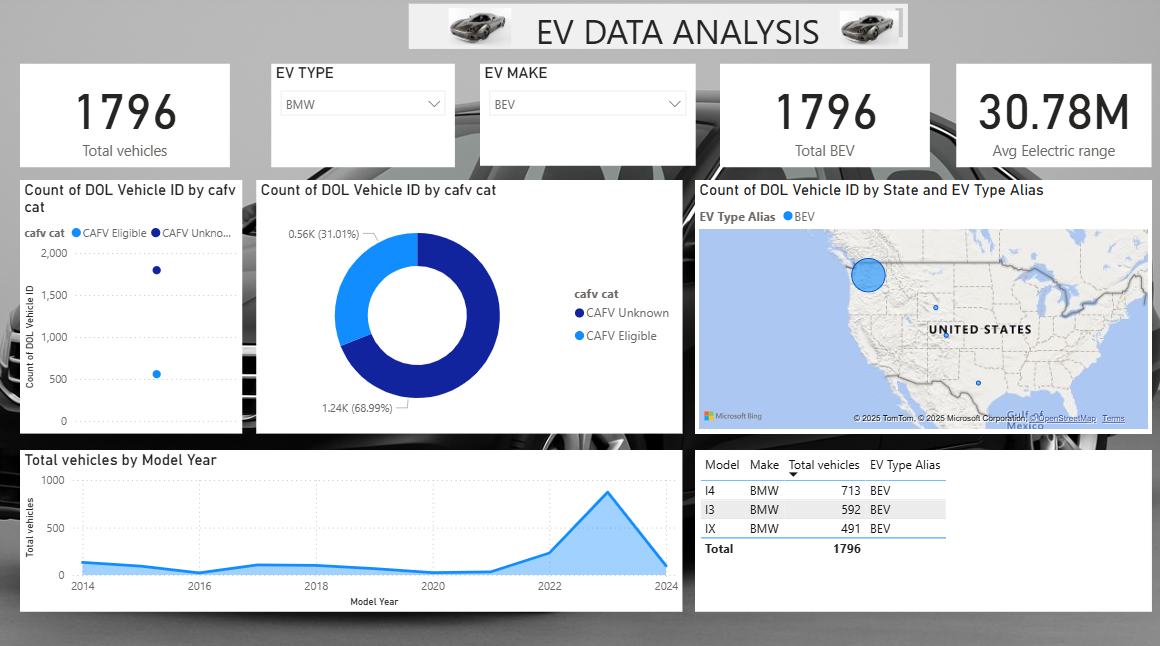 EV DATA ANALYSIS
1796
Total vehicles
EV TYPE
BMW
EV MAKE
BEV
1796
Total BEV
30.78M
Avg Eelectric range
Count of DOL Vehicle ID by cafv
cat
cafv cat CAFV Eligible CAFV Unkno...
Count of DOL Vehicle ID
2,000
1,500
1,000
500
0
Count of DOL Vehicle ID by cafv cat
0.56K (31.01%)
1.24K (68.99%)
cafv cat
CAFV Unknown
CAFV Eligible
Count of DOL Vehicle ID by State and EV Type Alias
EV Type Alias BEV
UNITED STATES
Gulf of
Mexico
Microsoft Bing
© 2025 TomTom, © 2025 Microsoft Corporation, © OpenStreetMap Terms
Total vehicles by Model Year
Total vehicles
1000
500
0
2014 2016 2018 2020 2022 2024
Model Year
Model Make Total vehicles EV Type Alias
I4 BMW 713 BEV
I3 BMW 592 BEV
IX BMW 491 BEV
Total 1796